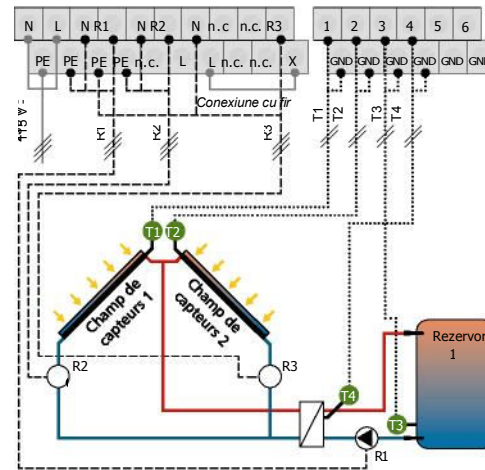 N L R1 N R2 N n.c n.c. R3
1 2 3 4 5 6
PE PE PE PE n.c. L L n.c. n.c. X
GND GND GND GND GND GND
Conexiune cu fir
R1
R2
R3
T1
T2
T3
T4
T1 T2
Champ de
capteurs 1
Champ de
capteurs 2
R2
R3
T4
T3
R1
Rezervor
1